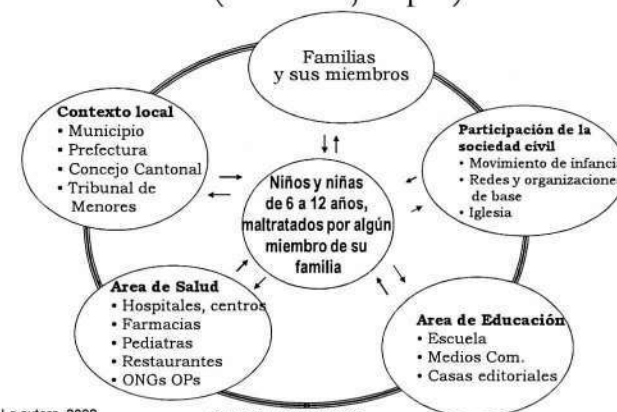 Familias
y sus miembros
Contexto local
• Municipio
• Prefectura
• Concejo Cantonal
• Tribunal de
Menores
Participación de la
sociedad civil
• Movimiento de infancia
• Redes y organizaciones
de base
• Iglesia
Niños y niñas
de 6 a 12 años,
maltratados por algún
miembro de su
familia
Area de Salud
• Hospitales, centros
• Farmacias
• Pediatras
• Restaurantes
• ONGs OPs
Area de Educación
• Escuela
• Medios Com.
• Casas editoriales